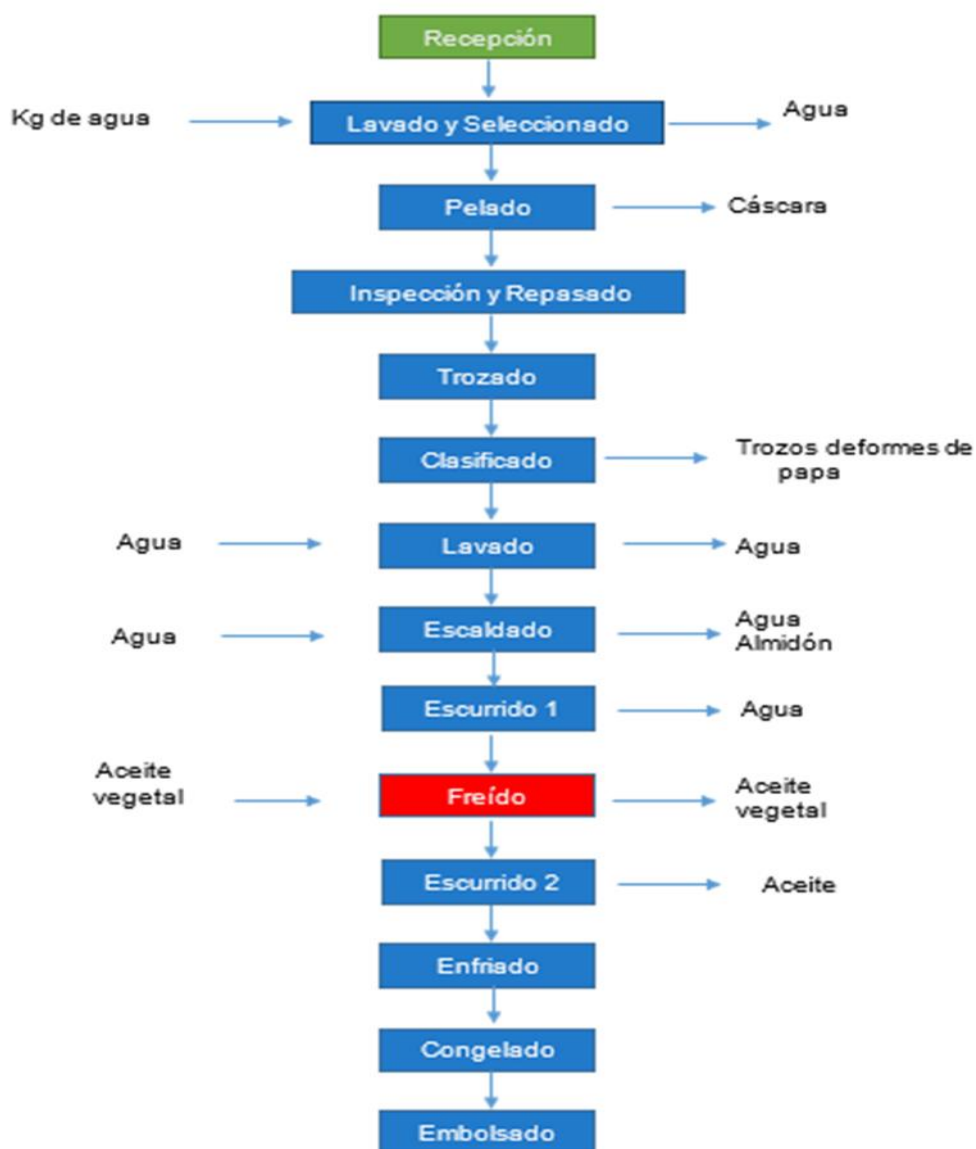 Recepción
Kg de agua
Lavado y Seleccionado
Agua
Pelado
Cáscara
Inspección y Repasado
Trozado
Clasificado
Trozos deformes de
papa
Agua
Lavado
Agua
Agua
Escaldado
Agua
Almidón
Escurrido 1
Agua
Aceite
vegetal
Freído
Aceite
vegetal
Escurrido 2
Aceite
Enfriado
Congelado
Embolsado